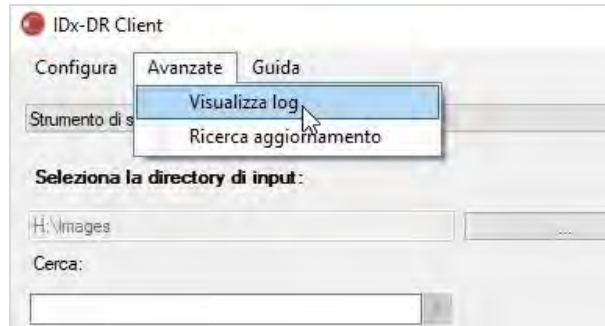 IDx-DR Client
Configura Avanzate Guida
Visualizza log
Strumento di s
Ricerca aggiornamento
Seleziona la directory di input:
H:\Images
...
Cerca: